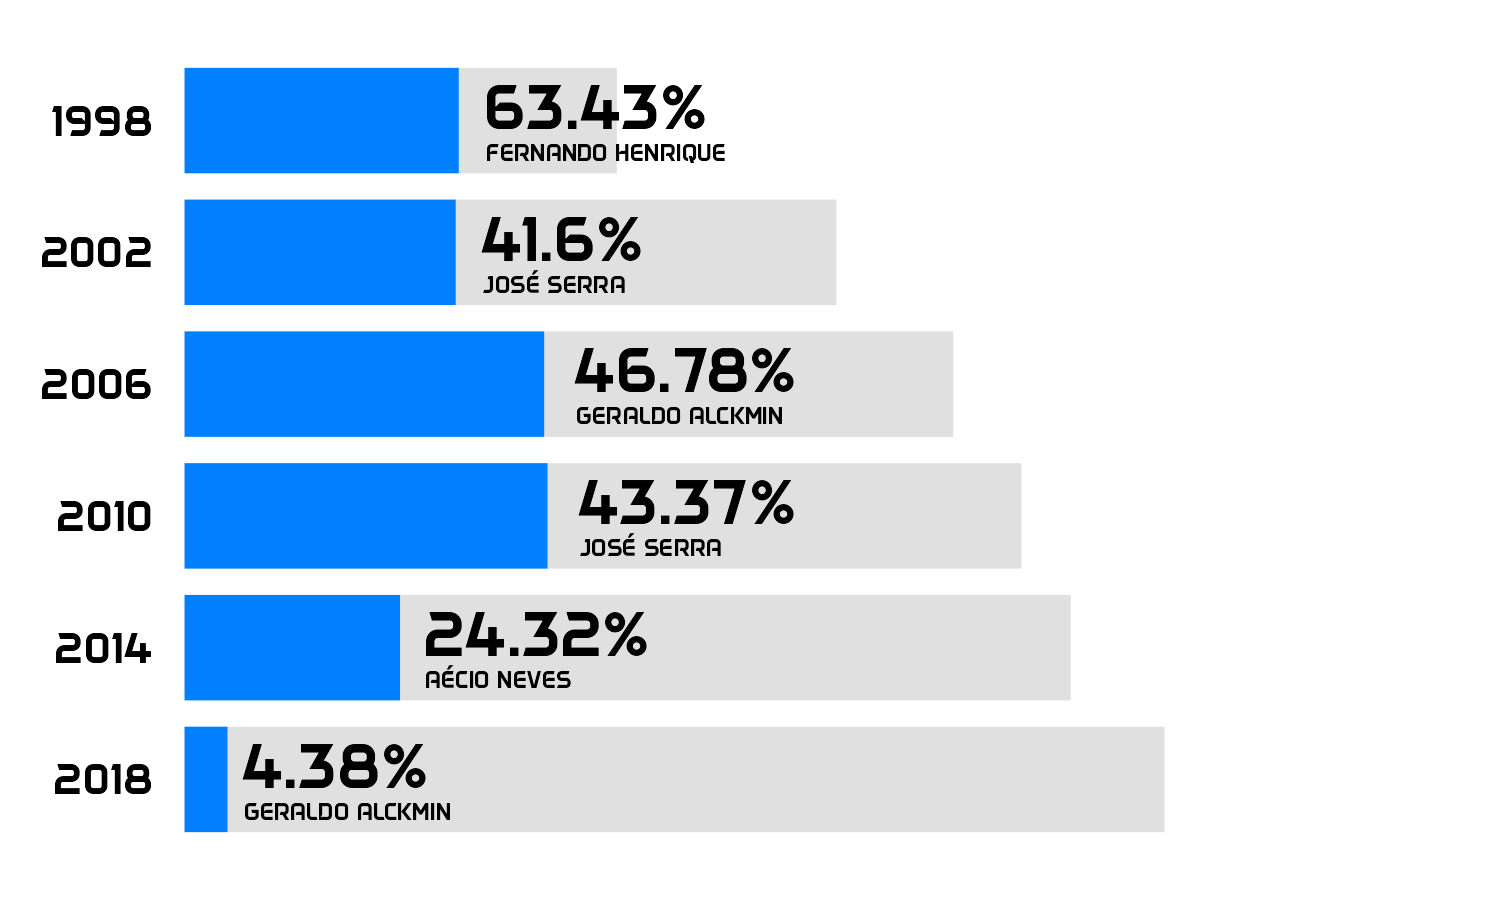 1998
63.43%
FERNANDO HENRIQUE
2002
41.6%
JOSÉ SERRA
2006
46.78%
GERALDO ALCKMIN
2010
43.37%
JOSÉ SERRA
2014
24.32%
AÉCIO NEVES
2018
4.38%
GERALDO ALCKMIN